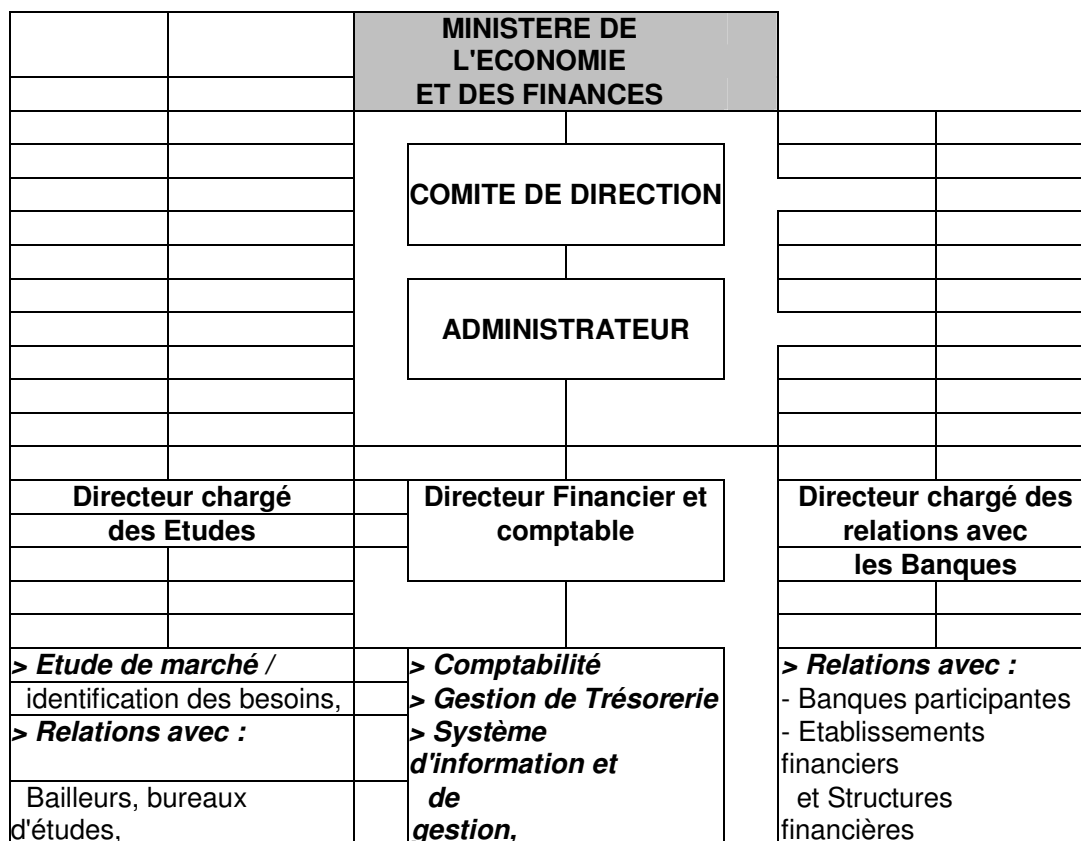 MINISTERE DE
L'ECONOMIE
ET DES FINANCES
COMITE DE DIRECTION
ADMINISTRATEUR
Directeur chargé
des Etudes
Directeur Financier et
comptable
Directeur chargé des
relations avec
les Banques
> Etude de marché /
identification des besoins,
> Relations avec :
Bailleurs, bureaux
d'études,
> Comptabilité
> Gestion de Trésorerie
> Système
d'information et
de
gestion,
> Relations avec :
- Banques participantes
- Etablissements
financiers
et Structures
financières